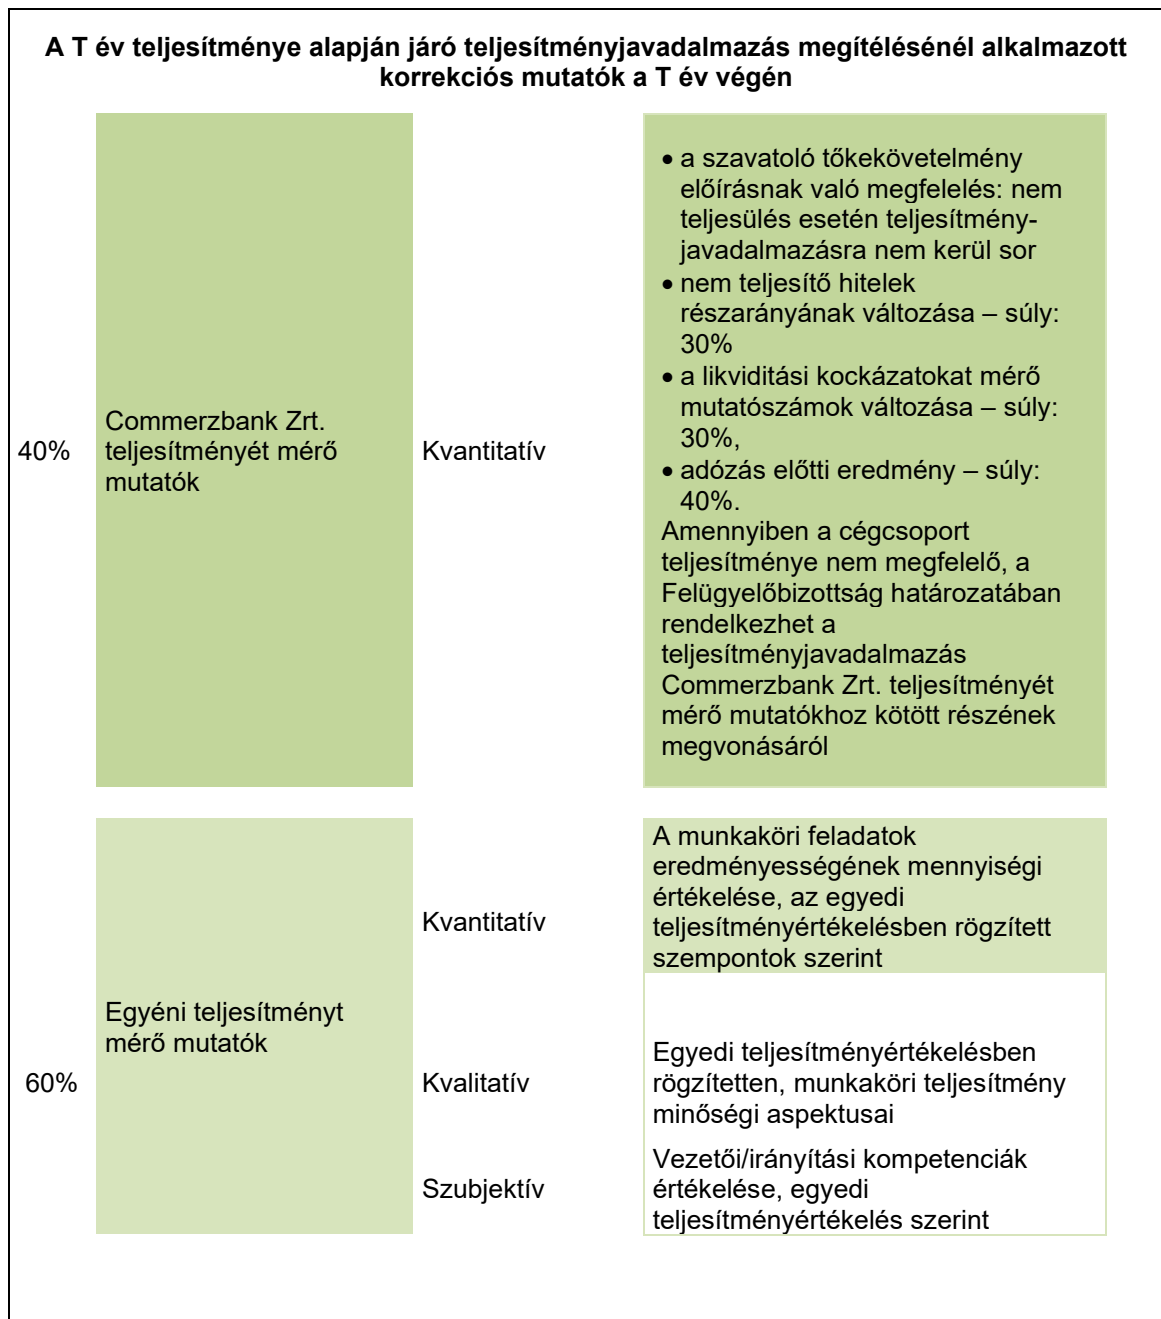 A T év teljesítménye alapján járó teljesítményjavadalmazás megítélésénél alkalmazott
korrekciós mutatók a T év végén
40%
Commerzbank Zrt.
teljesítményét mérő
mutatók
Kvantitatív
• a szavatoló tőkekövetelmény
előírásnak való megfelelés: nem
teljesülés esetén teljesítmény-
javadalmazásra nem kerül sor
• nem teljesítő hitelek
részarányának változása – súly:
30%
• a likviditási kockázatokat mérő
mutatószámok változása – súly:
30%,
• adózás előtti eredmény – súly:
40%.
Amennyiben a cégcsoport
teljesítménye nem megfelelő, a
Felügyelőbizottság határozatában
rendelkezhet a
teljesítményjavadalmazás
Commerzbank Zrt. teljesítményét
mérő mutatókhoz kötött részének
megvonásáról
60%
Egyéni teljesítményt
mérő mutatók
Kvantitatív
A munkaköri feladatok
eredményességének mennyiségi
értékelése, az egyedi
teljesítményértékelésben rögzített
szempontok szerint
Kvalitatív
Egyedi teljesítményértékelésben
rögzítetten, munkaköri teljesítmény
minőségi aspektusai
Szubjektív
Vezetői/irányítási kompetenciák
értékelése, egyedi
teljesítményértékelés szerint